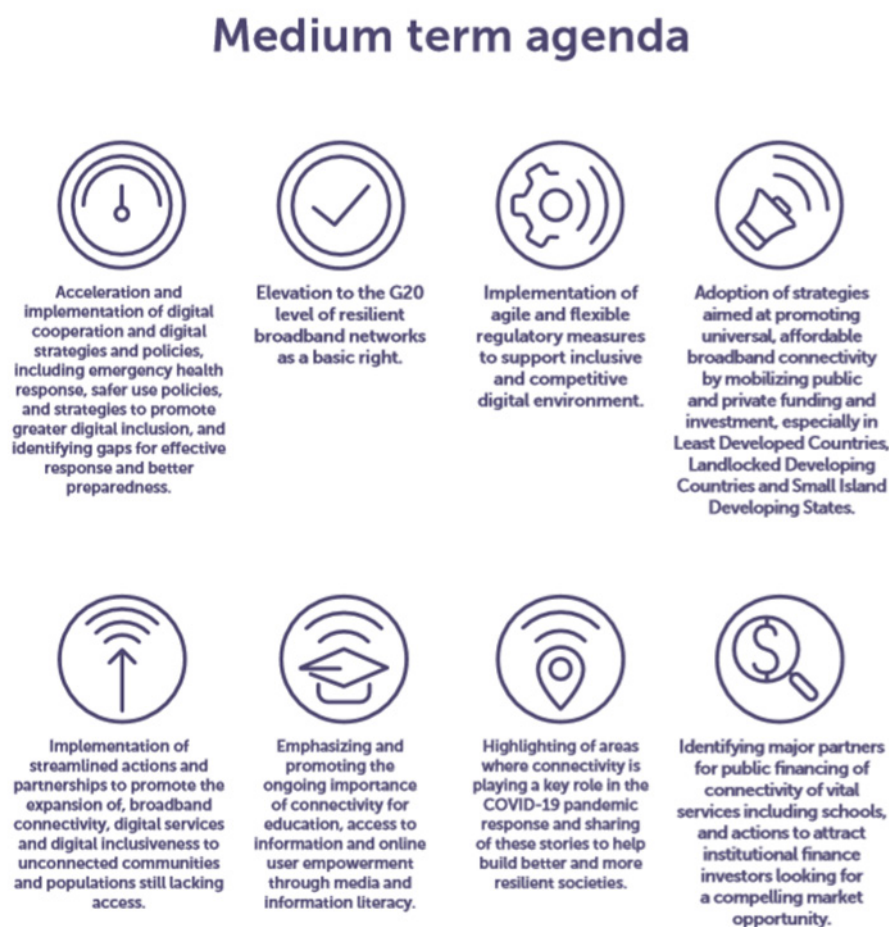 Medium term agenda
Acceleration and
implementation of digital
cooperation and digital
strategies and policies,
including emergency health
response, safer use policies,
and strategies to promote
greater digital inclusion, and
identifying gaps for effective
response and better
preparedness.
Elevation to the G20
level of resilient
broadband networks
as a basic right.
Implementation of
agile and flexible
regulatory measures
to support inclusive
and competitive
digital environment.
Adoption of strategies
aimed at promoting
universal, affordable
broadband connectivity
by mobilizing public
and private funding and
investment, especially in
Least Developed Countries,
Landlocked Developing
Countries and Small Island
Developing States.
Implementation of
streamlined actions and
partnerships to promote the
expansion of, broadband
connectivity, digital services
and digital inclusiveness to
unconnected communities
and populations still lacking
access.
Emphasizing and
promoting the
ongoing importance
of connectivity for
education, access to
information and online
user empowerment
through media and
information literacy.
Highlighting of areas
where connectivity is
playing a key role in the
COVID-19 pandemic
response and sharing
of these stories to help
build better and more
resilient societies.
$
Identifying major partners
for public financing of
connectivity of vital
services including schools,
and actions to attract
institutional finance
investors looking for
a compelling market
opportunity.